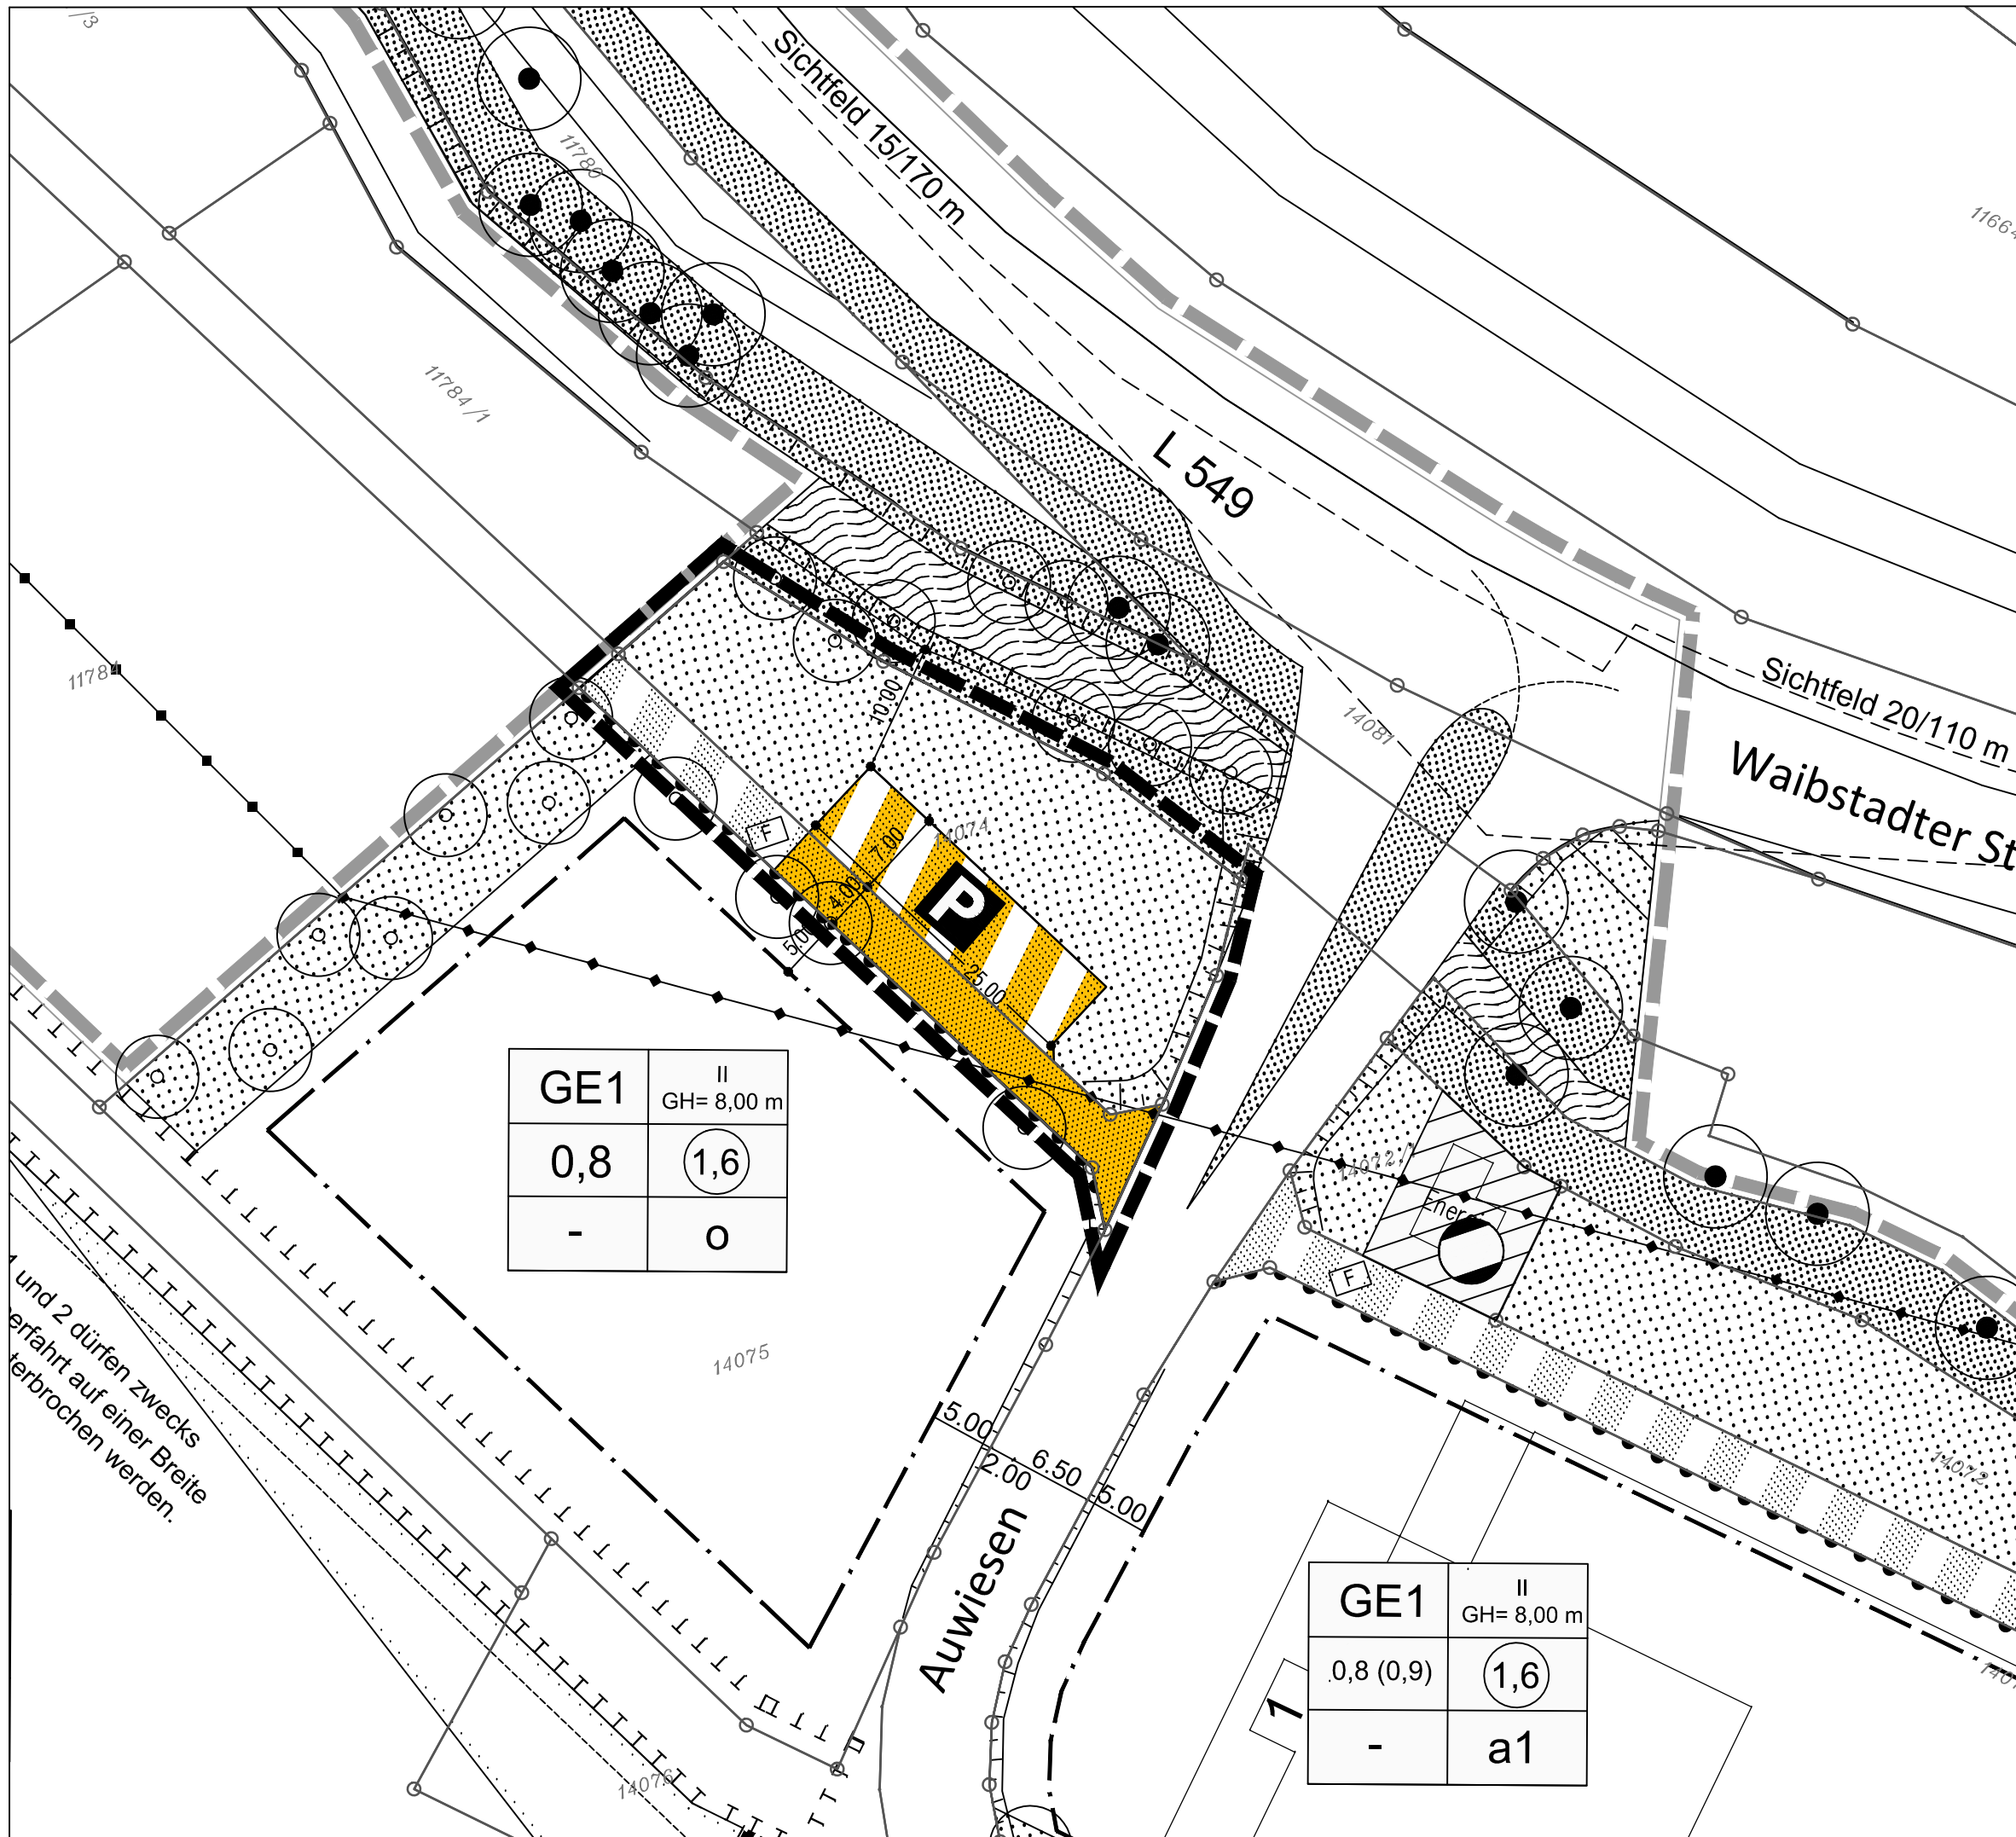 /3
Sichtfeld 15/170 m
11780
11784 /1
L 549
11784
10.00
14081
Sichtfeld 20/110 m
Waibstadter St
F
14074
7.00
4.00
P
25.00
GE1
II
GH= 8,00 m
0,8
1,6
-
o
14075
F
und 2 dürfen zwecks
erfahrt auf einer Breite
terbrochen werden.
5.00
2.00
6.50
5.00
Auwiesen
14072
GE1
II
GH= 8,00 m
0,8 (0,9)
1,6
-
a1
1
14076